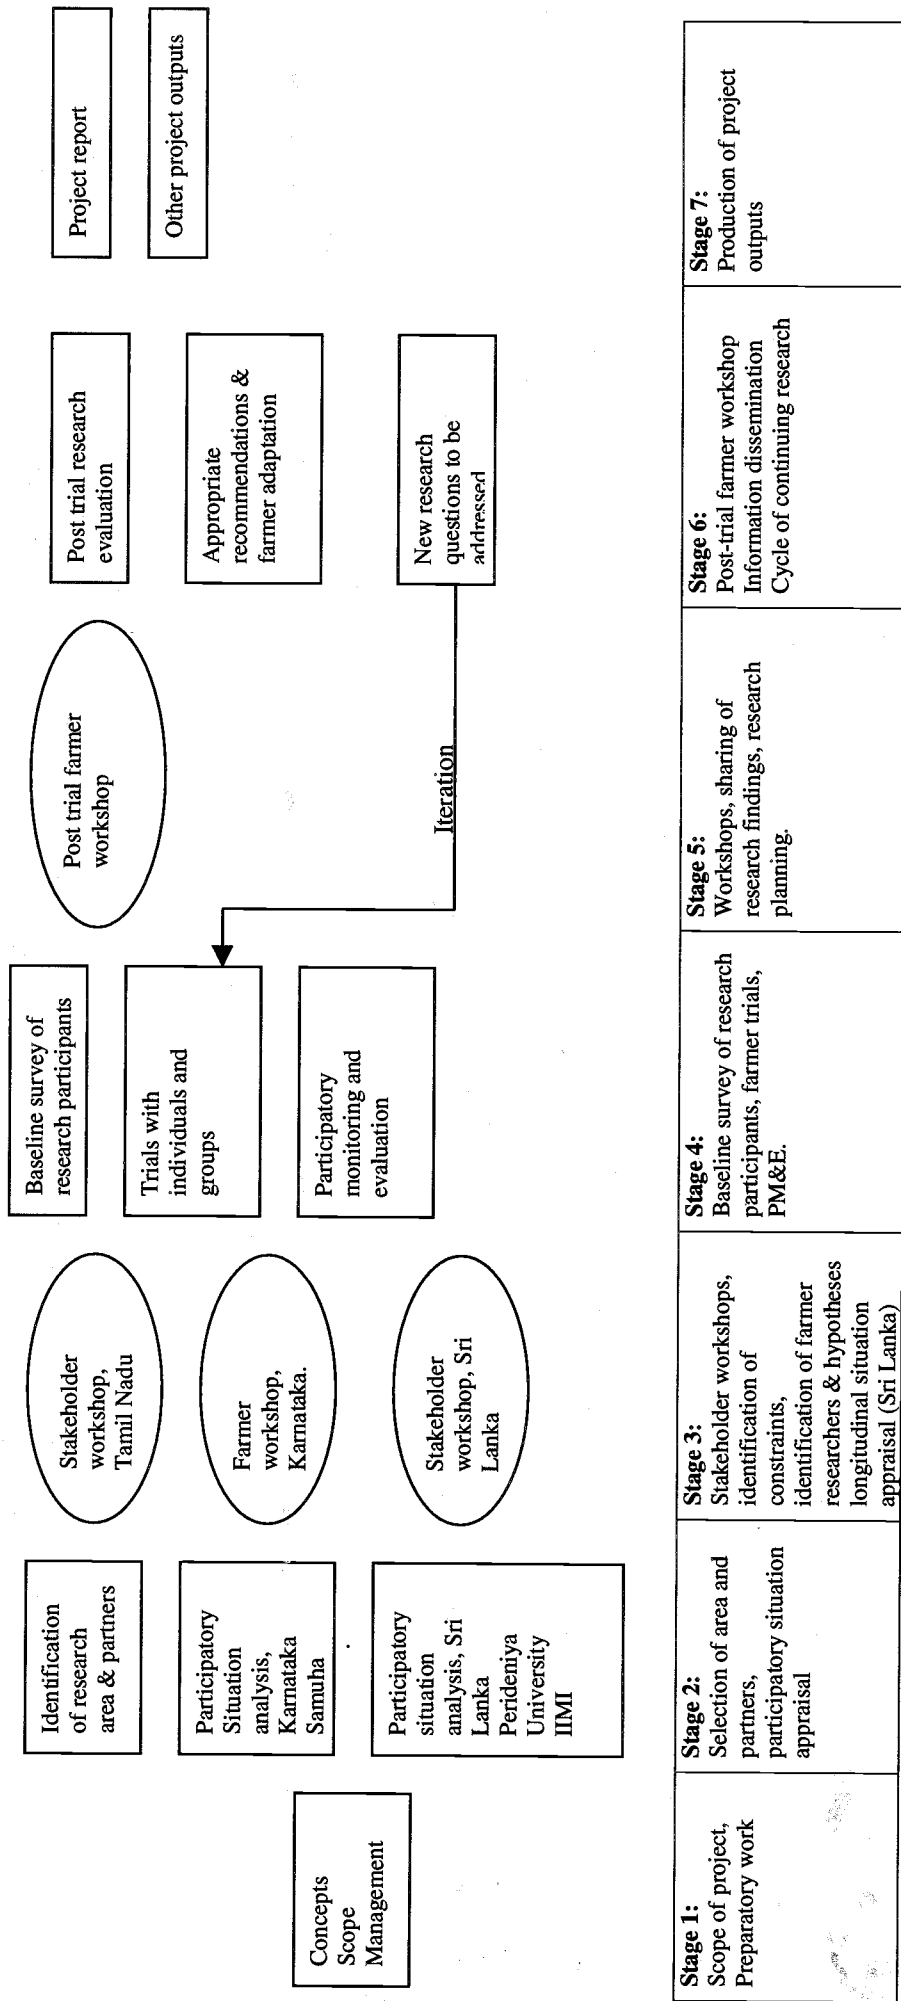 Concepts
Scope
Management
Identification
of research
area & partners
Participatory
Situation
analysis,
Karnataka
Samuha
Participatory
situation
analysis, Sri
Lanka
Perideniya
University
IIMI
Stakeholder
workshop,
Tamil Nadu
Farmer
workshop,
Karnataka.
Stakeholder
workshop, Sri
Lanka
Baseline survey of
research participants
Trials with
individuals and
groups
Participatory
monitoring and
evaluation
Post trial farmer
workshop
Iteration
Post trial research
evaluation
Appropriate
recommendations &
farmer adaptation
New research
questions to be
addressed
Project report
Other project outputs
Stage 1:
Scope of project,
Preparatory work
Stage 2:
Selection of area and
partners,
participatory situation
appraisal
Stage 3:
Stakeholder workshops,
identification of
constraints,
identification of farmer
researchers & hypotheses
longitudinal situation
appraisal (Sri Lanka)
Stage 4:
Baseline survey of research
participants, farmer trials,
PM&E.
Stage 5:
Workshops, sharing of
research findings, research
planning.
Stage 6:
Post-trial farmer workshop
Information dissemination
Cycle of continuing research
Stage 7:
Production of project
outputs